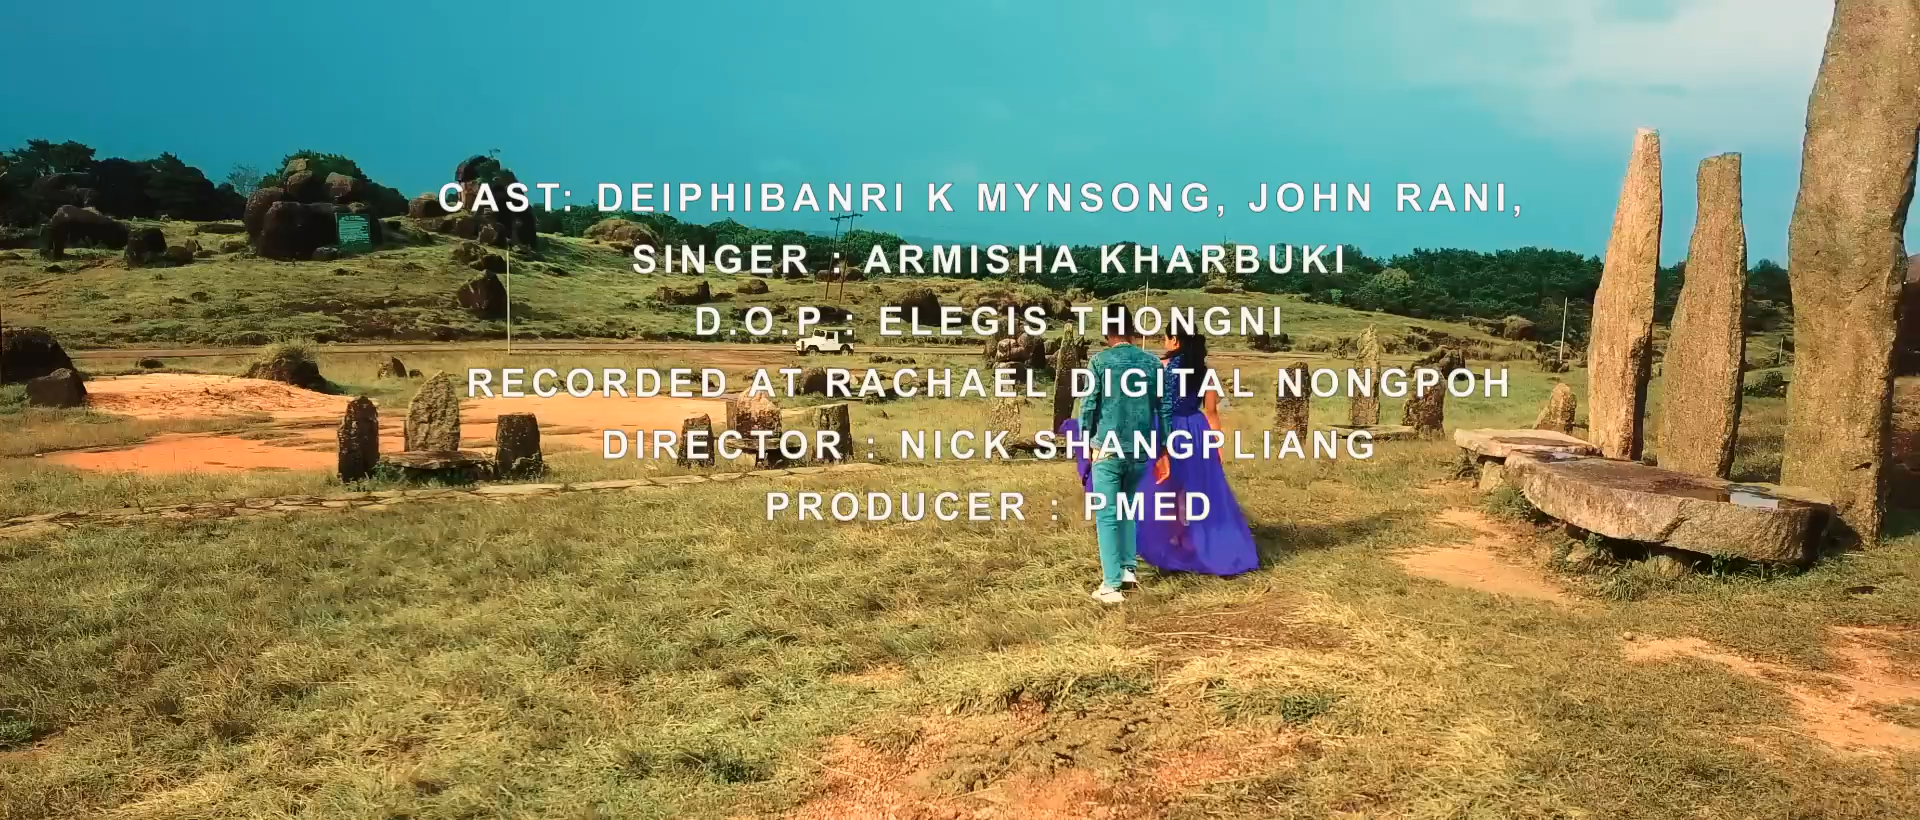 CAST: DEIPHIBANRI K MYNSONG, JOHN RANI,
SINGER : ARMISHA KHARBUKI
D.O.P : ELEGIS THONGNI
RECORDED AT RACHAEL DIGITAL NONGPOH
DIRECTOR : NICK SHANGPLIANG
PRODUCER : PMED